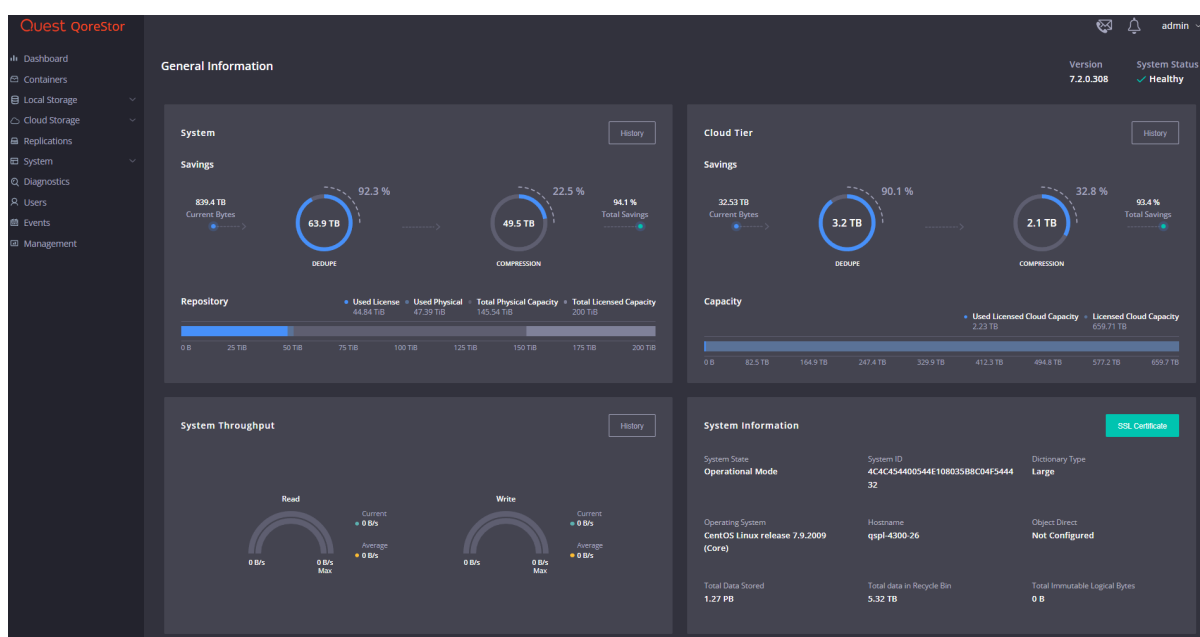 Quest QoreStor
admin
Dashboard
Containers
Local Storage
Cloud Storage
Replications
System
Diagnostics
Users
Events
Management
General Information
Version
7.2.0.308
System Status
Healthy
System
History
Savings
839.4 TB
Current Bytes
92.3 %
63.9 TB
DEDUPE
22.5 %
49.5 TB
COMPRESSION
94.1 %
Total Savings
Repository
Used License
44.84 TiB
Used Physical
47.39 TiB
Total Physical Capacity
145.54 TiB
Total Licensed Capacity
200 TiB
0 B 25 TiB 50 TiB 75 TiB 100 TiB 125 TiB 150 TiB 175 TiB 200 TiB
Cloud Tier
History
Savings
32.53 TB
Current Bytes
90.1 %
3.2 TB
DEDUPE
32.8 %
2.1 TB
COMPRESSION
93.4 %
Total Savings
Capacity
Used Licensed Cloud Capacity
2.23 TB
Licensed Cloud Capacity
659.71 TB
0 B 82.5 TB 164.9 TB 247.4 TB 329.9 TB 412.3 TB 494.8 TB 577.2 TB 659.7 TB
System Throughput
History
Read
Current
0 B/s
Average
0 B/s
0 B/s
0 B/s
Max
Write
Current
0 B/s
Average
0 B/s
0 B/s
0 B/s
Max
System Information
SSL Certificate
System State
Operational Mode
System ID
4C4C454400544E108035B8C04F5444
32
Dictionary Type
Large
Operating System
CentOS Linux release 7.9.2009
(Core)
Hostname
qspl-4300-26
Object Direct
Not Configured
Total Data Stored
1.27 PB
Total data in Recycle Bin
5.32 TB
Total Immutable Logical Bytes
0 B